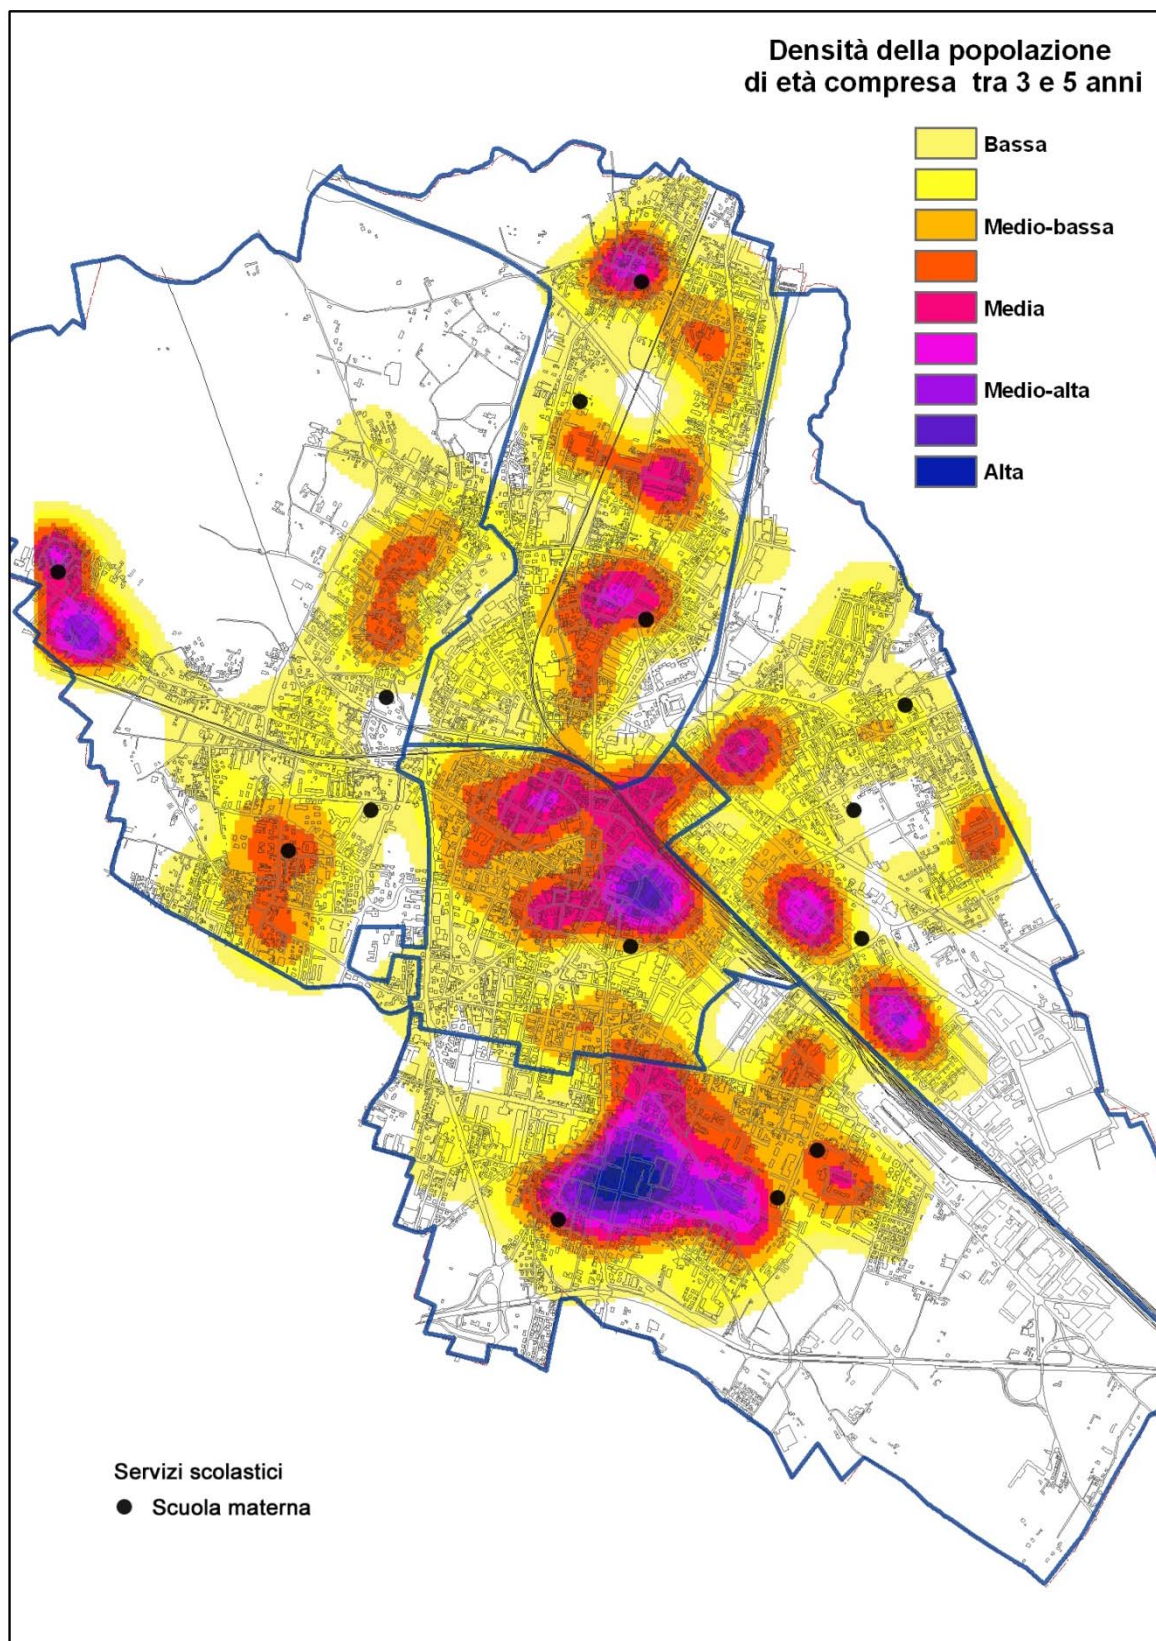 Densità della popolazione
di età compresa tra 3 e 5 anni
Bassa
Medio-bassa
Media
Medio-alta
Alta
Servizi scolastici
Scuola materna